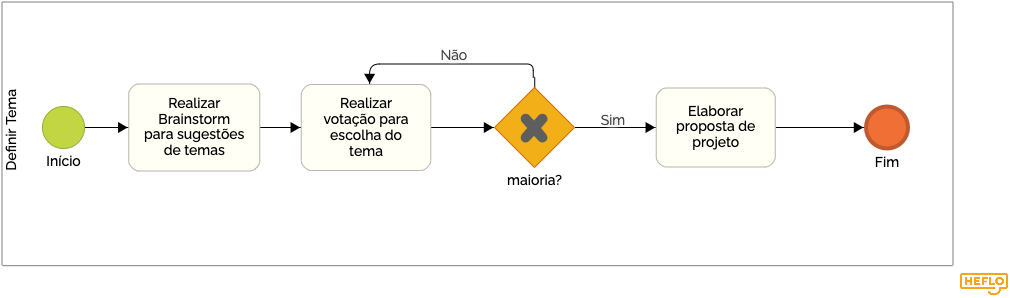 Definir Tema
Início
Realizar
Brainstorm
para sugestões
de temas
Realizar
votação para
escolha do
tema
Não
maioria?
Sim
Elaborar
proposta de
projeto
Fim
HEFLO